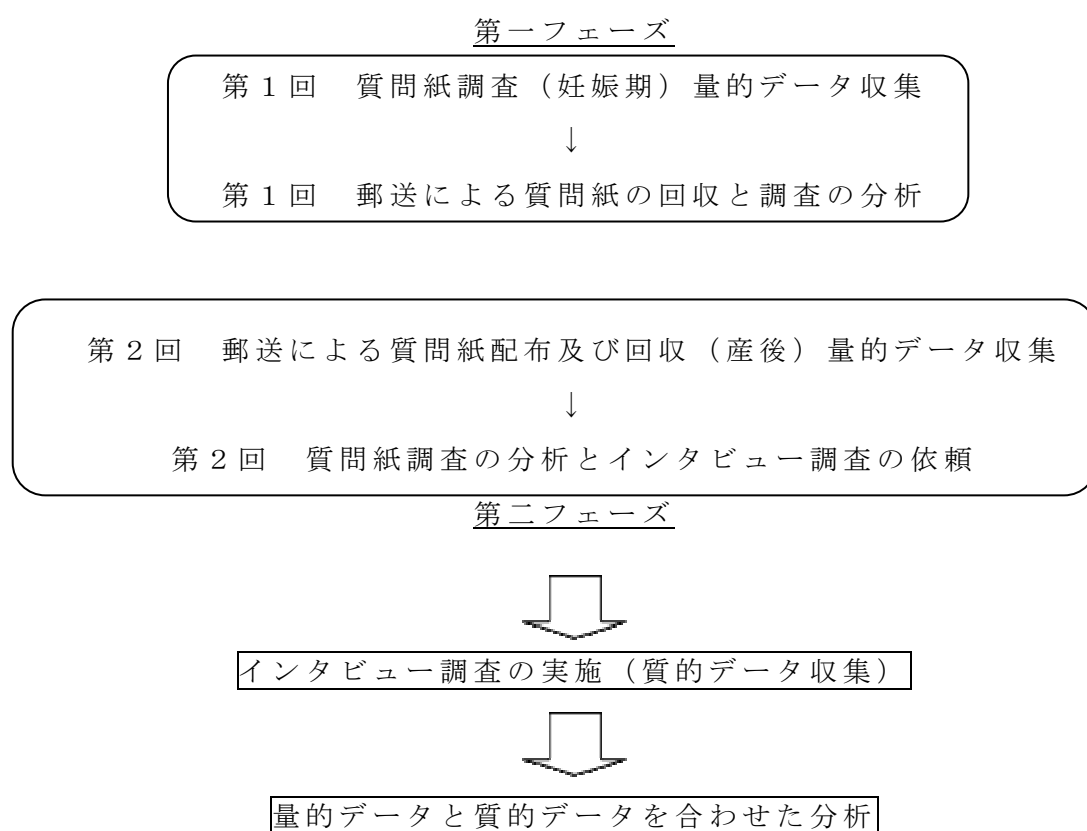 第一フェーズ
第１回　質問紙調査（妊娠期）量的データ収集
↓
第１回　郵送による質問紙の回収と調査の分析
第２回　郵送による質問紙配布及び回収（産後）量的データ収集
↓
第２回　質問紙調査の分析とインタビュー調査の依頼
第二フェーズ
インタビュー調査の実施（質的データ収集）
量的データと質的データを合わせた分析